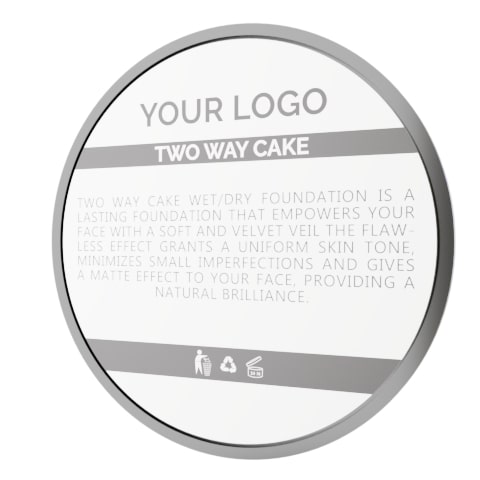 YOUR LOGO
TWO WAY CAKE
TWO WAY CAKE WET/DRY FOUNDATION IS A
LASTING FOUNDATION THAT EMPOWERS YOUR
FACE WITH A SOFT AND VELVET VEIL THE FLAW-
LESS EFFECT GRANTS A UNIFORM SKIN TONE,
MINIMIZES SMALL IMPERFECTIONS AND GIVES
A MATTE EFFECT TO YOUR FACE, PROVIDING A
NATURAL BRILLIANCE.